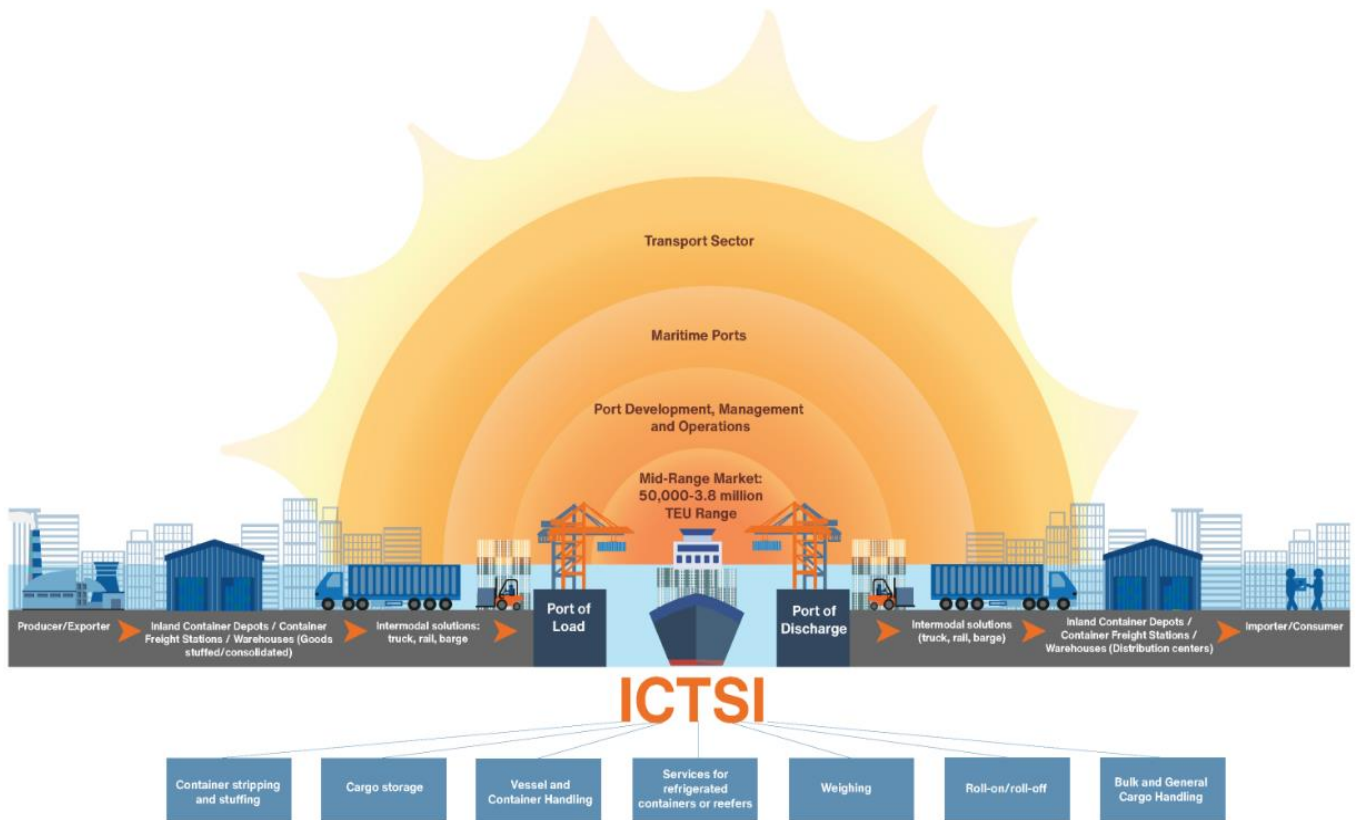 Transport Sector
Maritime Ports
Port Development, Management
and Operations
Mid-Range Market:
50,000-3.8 million
TEU Range
Producer/Exporter
Inland Container Depots / Container
Freight Stations / Warehouses (Goods
stuffed/consolidated)
Intermodal solutions:
truck, rail, barge
Port of
Load
Port of
Discharge
Intermodal solutions
(truck, rail, barge)
Inland Container Depots /
Container Freight Stations /
Warehouses (Distribution centers)
Importer/Consumer
ICTSI
Container stripping
and stuffing
Cargo storage
Vessel and
Container Handling
Services for
refrigerated
containers or reefers
Weighing
Roll-on/roll-off
Bulk and General
Cargo Handling